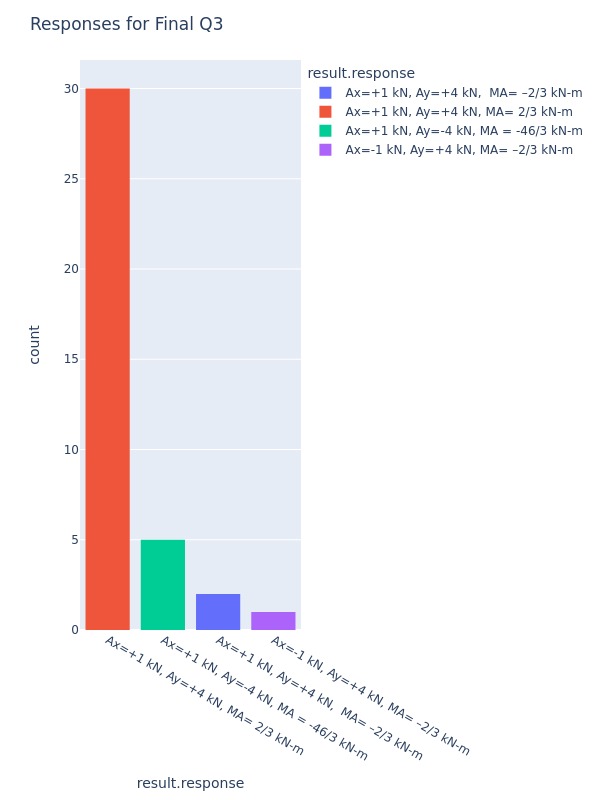 Responses for Final Q3
result.response
Ax=+1 kN, Ay=+4 kN,  MA= –2/3 kN-m
Ax=+1 kN, Ay=+4 kN, MA= 2/3 kN-m
Ax=+1 kN, Ay=-4 kN, MA = -46/3 kN-m
Ax=-1 kN, Ay=+4 kN, MA= –2/3 kN-m
count
30
25
20
15
10
5
0
Ax=+1 kN, Ay=+4 kN, MA= 2/3 kN-m
Ax=+1 kN, Ay=-4 kN, MA = -46/3 kN-m
Ax=+1 kN, Ay=+4 kN,  MA= –2/3 kN-m
Ax=-1 kN, Ay=+4 kN, MA= –2/3 kN-m
result.response